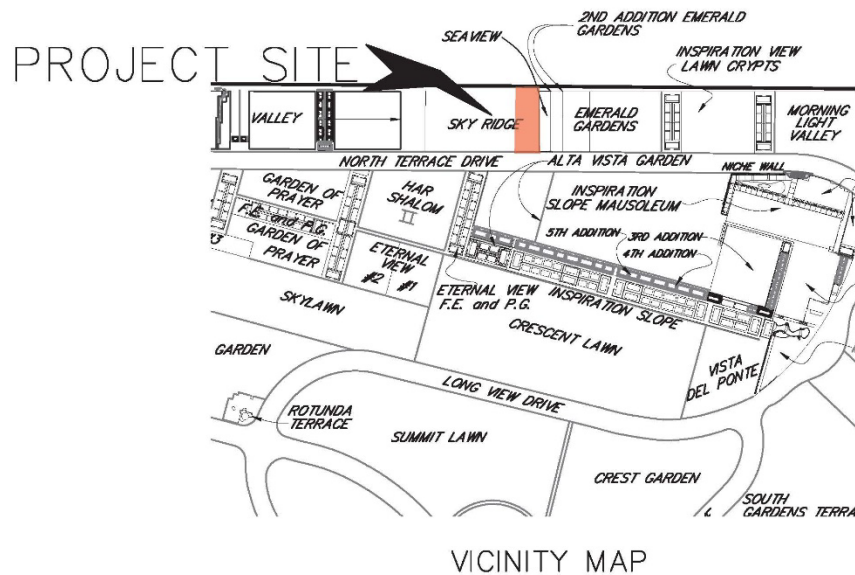 2ND ADDITION EMERALD
GARDENS
SEAVIEW
INSPIRATION VIEW
LAWN CRYPTS
PROJECT SITE
VALLEY
SKY RIDGE
EMERALD
GARDENS
MORNING
LIGHT
VALLEY
NORTH TERRACE DRIVE
ALTA VISTA GARDEN
NICHE WALL
GARDEN OF
PRAYER
HAR
SHALOM
II
INSPIRATION
SLOPE MAUSOLEUM
F.E. and P.G.
GARDEN OF
PRAYER
5TH ADDITION
3RD ADDITION
4TH ADDITION
#3
ETERNAL
VIEW
#2
#1
ETERNAL VIEW
F.E. and P.G.
INSPIRATION SLOPE
SKYLAWN
CRESCENT LAWN
GARDEN
VISTA
DEL PONTE
LONG VIEW DRIVE
ROTUNDA
TERRACE
SUMMIT LAWN
CREST GARDEN
SOUTH
GARDENS TERRA
VICINITY MAP